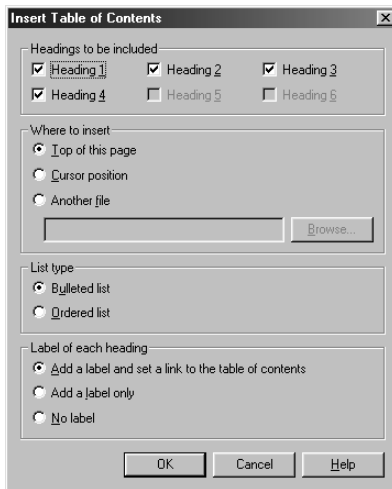 Insert Table of Contents
Headings to be included
Heading 1 Heading 2 Heading 3
Heading 4 Heading 5 Heading 6
Where to insert
Top of this page
Cursor position
Another file
Browse...
List type
Bulleted list
Ordered list
Label of each heading
Add a label and set a link to the table of contents
Add a label only
No label
OK Cancel Help